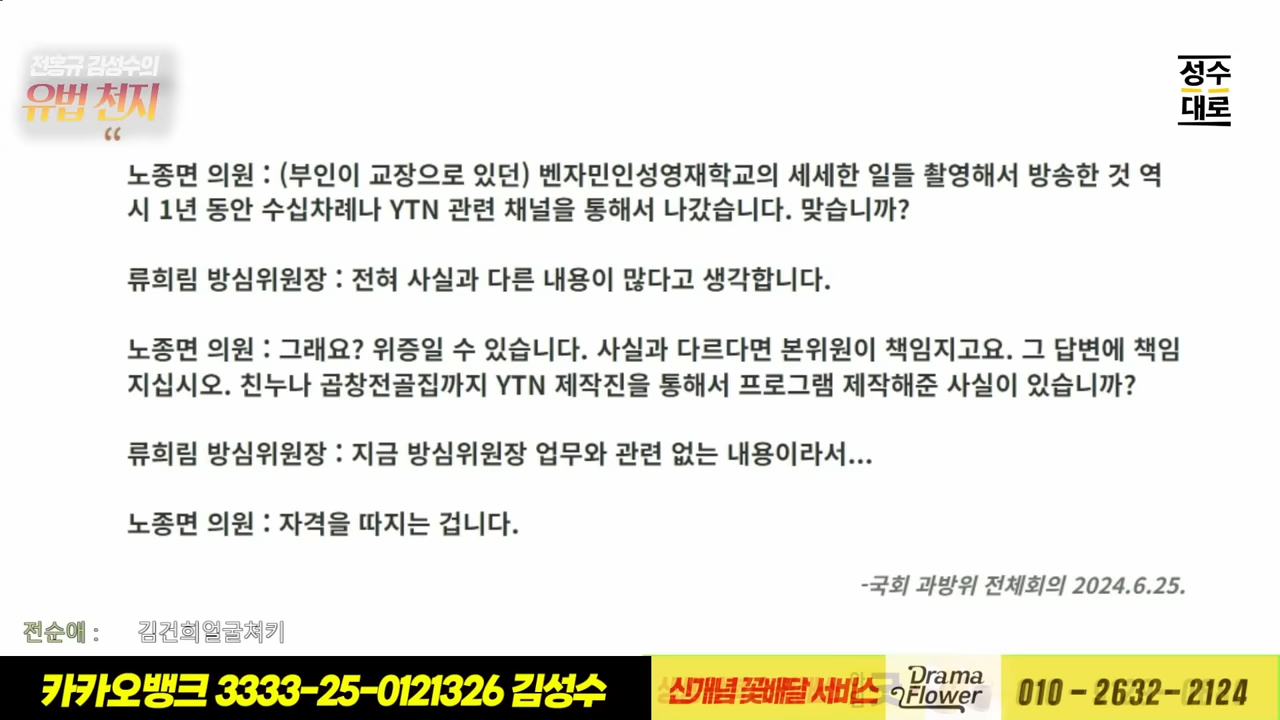 전홍규 김성수의
유법 천지
성수
대로
“
노종면 의원 : (부인이 교장으로 있던) 벤자민인성영재학교의 세세한 일들 촬영해서 방송한 것 역
시 1년 동안 수십차례나 YTN 관련 채널을 통해서 나갔습니다. 맞습니까?
류희림 방심위원장 : 전혀 사실과 다른 내용이 많다고 생각합니다.
노종면 의원 : 그래요? 위증일 수 있습니다. 사실과 다르다면 본위원이 책임지고요. 그 답변에 책임
지십시오. 친누나 곱창전골집까지 YTN 제작진을 통해서 프로그램 제작해준 사실이 있습니까?
류희림 방심위원장 : 지금 방심위원장 업무와 관련 없는 내용이라서...
노종면 의원 : 자격을 따지는 겁니다.
-국회 과방위 전체회의 2024.6.25.
전순애 : 김건희얼굴처키
카카오뱅크 3333-25-0121326 김성수
신개념 꽃배달 서비스
Drama
Flower
010 - 2632 - 2124